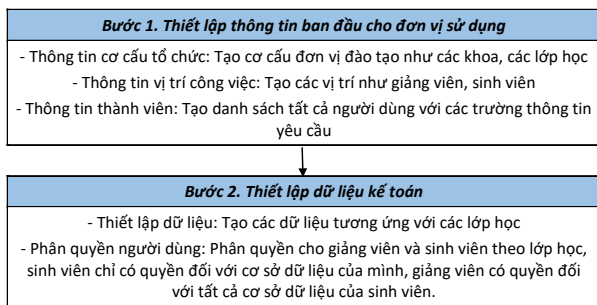 Bước 1. Thiết lập thông tin ban đầu cho đơn vị sử dụng
- Thông tin cơ cấu tổ chức: Tạo cơ cấu đơn vị đào tạo như các khoa, các lớp học
- Thông tin vị trí công việc: Tạo các vị trí như giảng viên, sinh viên
- Thông tin thành viên: Tạo danh sách tất cả người dùng với các trường thông tin
yêu cầu
Bước 2. Thiết lập dữ liệu kế toán
- Thiết lập dữ liệu: Tạo các dữ liệu tương ứng với các lớp học
- Phân quyền người dùng: Phân quyền cho giảng viên và sinh viên theo lớp học,
sinh viên chỉ có quyền đối với cơ sở dữ liệu của mình, giảng viên có quyền đối
với tất cả cơ sở dữ liệu của sinh viên.